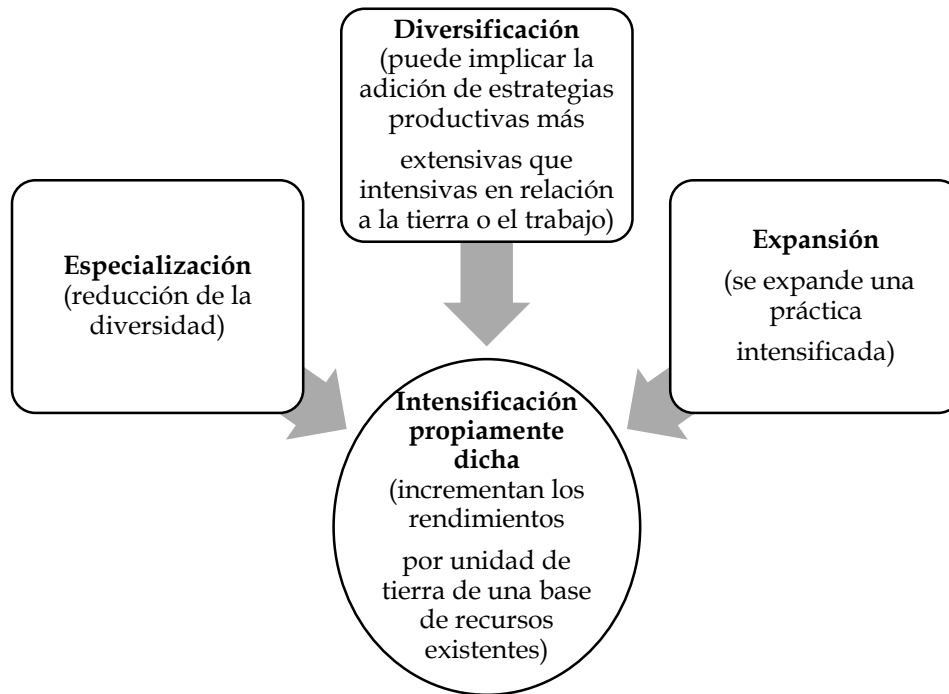 Diversificación
(puede implicar la
adición de estrategias
productivas más
extensivas que
intensivas en relación
a la tierra o el trabajo)
Especialización
(reducción de la
diversidad)
Expansión
(se expande una
práctica
intensificada)
Intensificación
propiamente
dicha
(incrementan los
rendimientos
por unidad de
tierra de una base
de recursos
existentes)